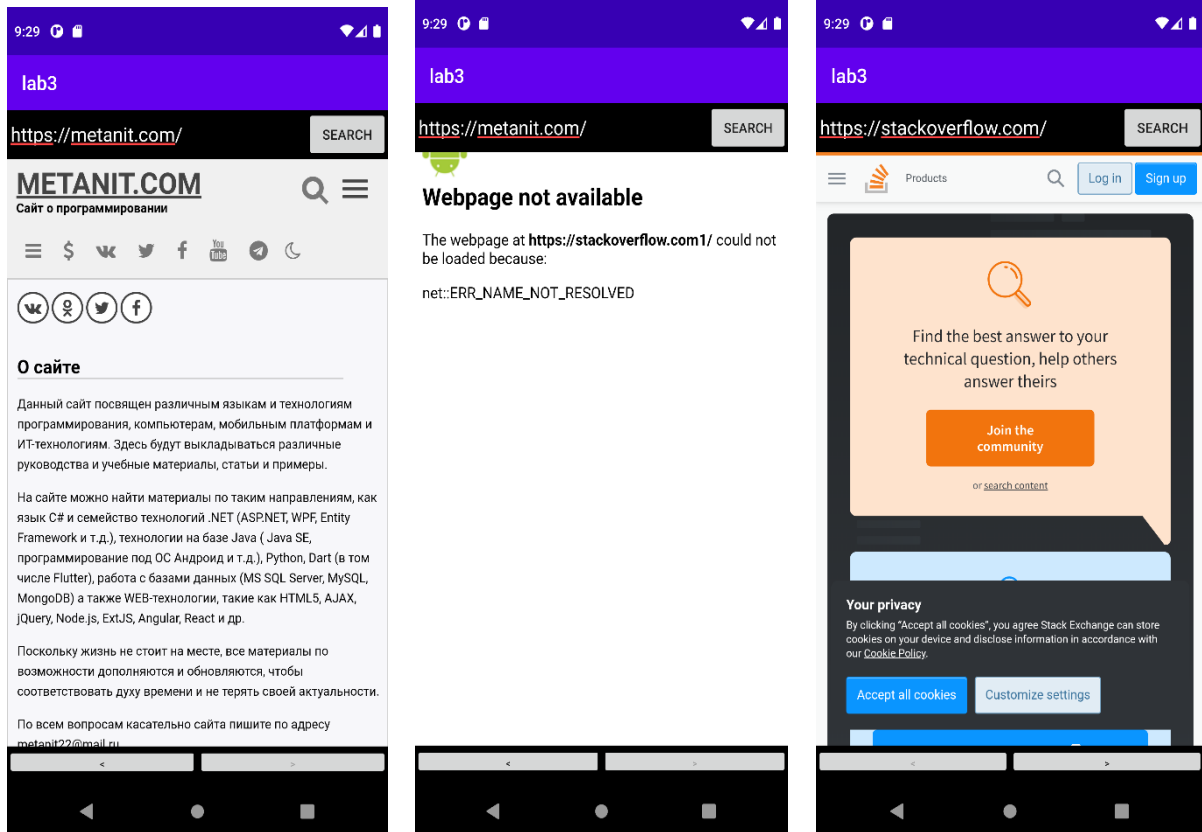 9:29
lab3
https://metanit.com/
SEARCH
METANIT.COM
Сайт о программировании
You
Tube
О сайте
Данный сайт посвящен различным языкам и технологиям
программирования, компьютерам, мобильным платформам и
ИТ-технологиям. Здесь будут выкладываться различные
руководства и учебные материалы, статьи и примеры.
На сайте можно найти материалы по таким направлениям, как
язык C# и семейство технологий .NET (ASP.NET, WPF, Entity
Framework и т.д.), технологии на базе Java ( Java SE,
программирование под ОС Андроид и т.д.), Python, Dart (в том
числе Flutter), работа с базами данных (MS SQL Server, MySQL,
MongoDB) а также WEB-технологии, такие как HTML5, AJAX,
jQuery, Node.js, ExtJS, Angular, React и др.
Поскольку жизнь не стоит на месте, все материалы по
возможности дополняются и обновляются, чтобы
соответствовать духу времени и не терять своей актуальности.
По всем вопросам касательно сайта пишите по адресу
metanit22@mail.ru
< >
9:29
lab3
https://metanit.com/
SEARCH
Webpage not available
The webpage at https://stackoverflow.com1/ could not
be loaded because:
net::ERR_NAME_NOT_RESOLVED
< >
9:29
lab3
https://stackoverflow.com/
SEARCH
Products
Log in
Sign up
Find the best answer to your
technical question, help others
answer theirs
Join the
community
or search content
Your privacy
By clicking “Accept all cookies”, you agree Stack Exchange can store
cookies on your device and disclose information in accordance with
our Cookie Policy.
Accept all cookies
Customize settings
< >